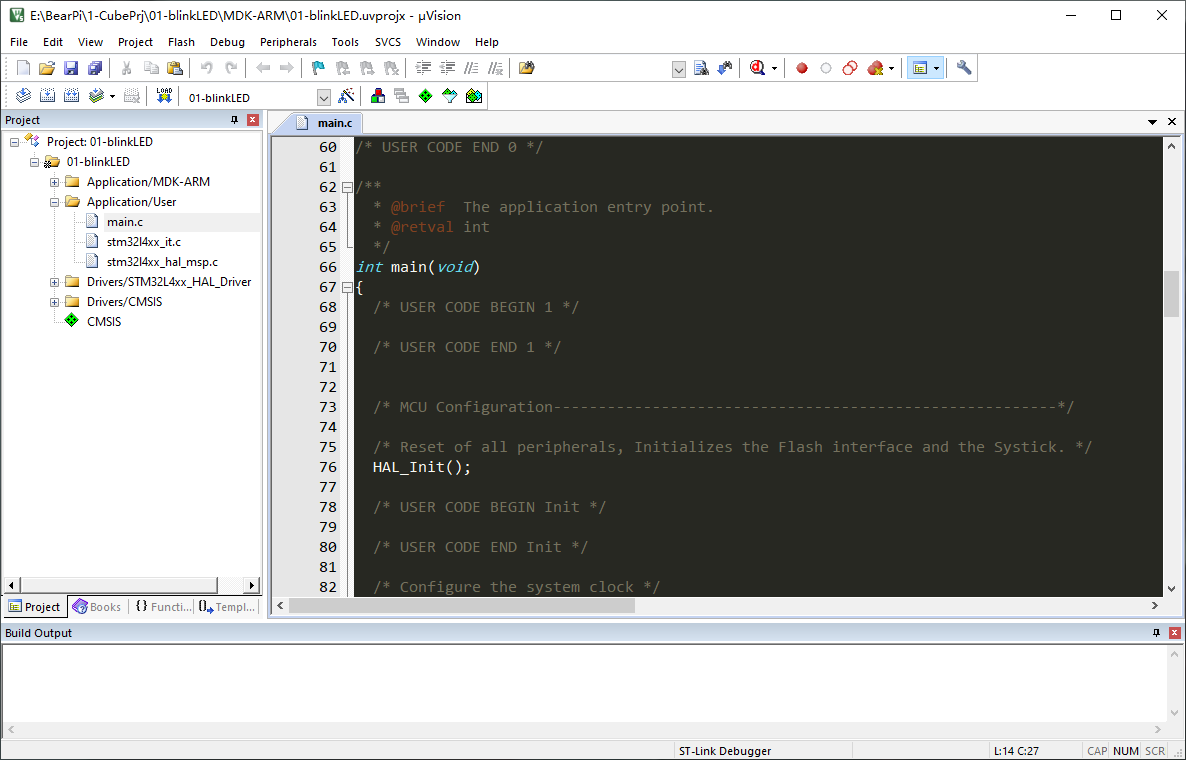 E:\BearPi\1-CubePrj\01-blinkLED\MDK-ARM\01-blinkLED.uvprojx - µVision
File Edit View Project Flash Debug Peripherals Tools SVCS Window Help
LOAD
01-blinkLED
Project
main.c
Project: 01-blinkLED
01-blinkLED
Application/MDK-ARM
Application/User
main.c
stm32l4xx_it.c
stm32l4xx_hal_msp.c
Drivers/STM32L4xx_HAL_Driver
Drivers/CMSIS
CMSIS
Project Books {} Functi... Templ...
60 /* USER CODE END 0 */
61
62 /**
63 * @brief The application entry point.
64 * @retval int
65 */
66 int main(void)
67 {
68 /* USER CODE BEGIN 1 */
69
70 /* USER CODE END 1 */
71
72
73 /* MCU Configuration--------------------------------------------------------*/
74
75 /* Reset of all peripherals, Initializes the Flash interface and the Systick. */
76 HAL_Init();
77
78 /* USER CODE BEGIN Init */
79
80 /* USER CODE END Init */
81
82 /* Configure the system clock */
Build Output
ST-Link Debugger L:14 C:27 CAP NUM SCR